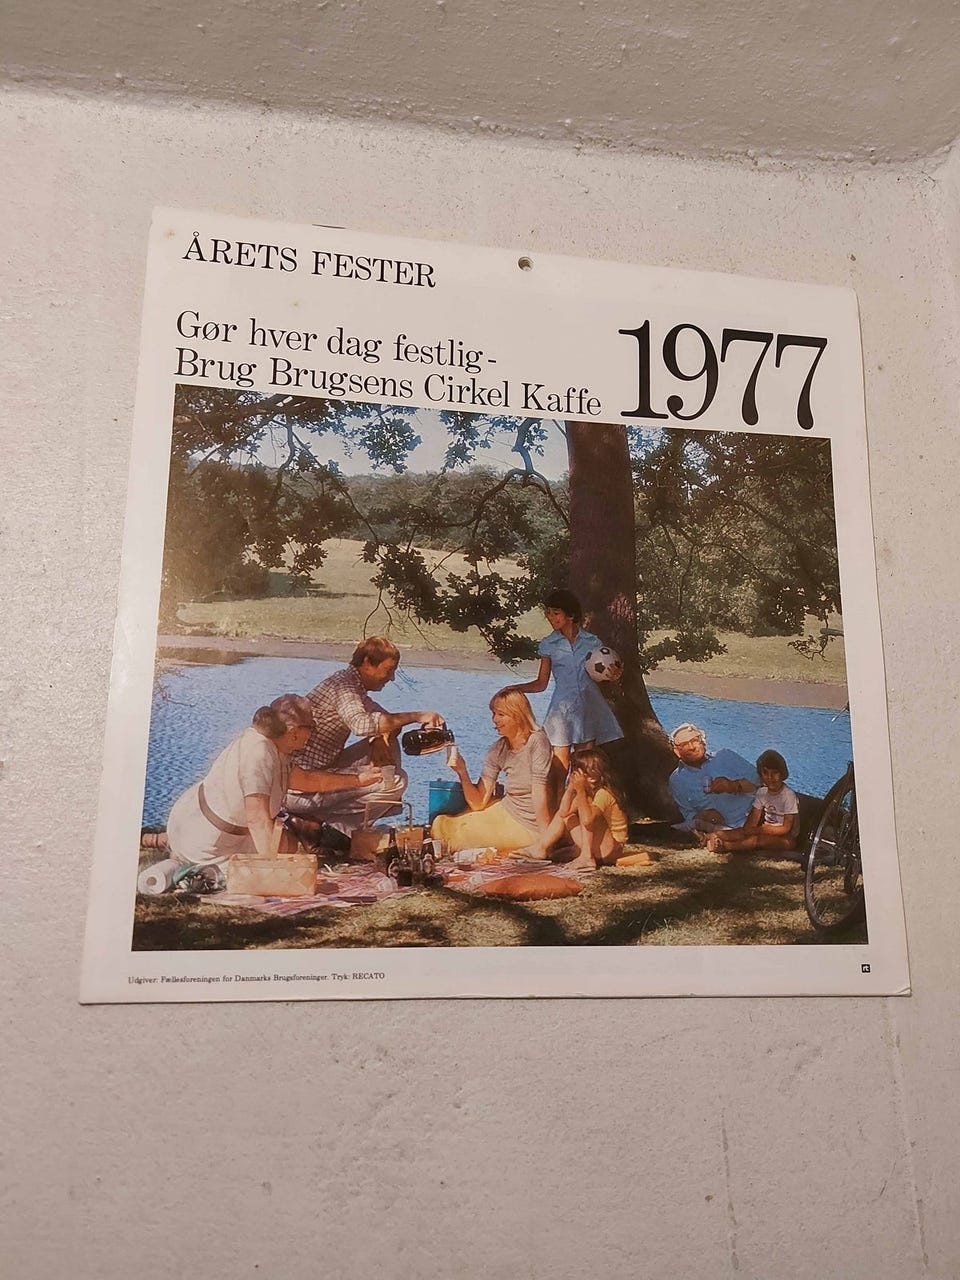 ÅRETS FESTER
Gør hver dag festlig-
Brug Brugsens Cirkel Kaffe
1977
Udgiver: Fællesforeningen for Danmarks Brugsforeninger. Tryk: RECATO